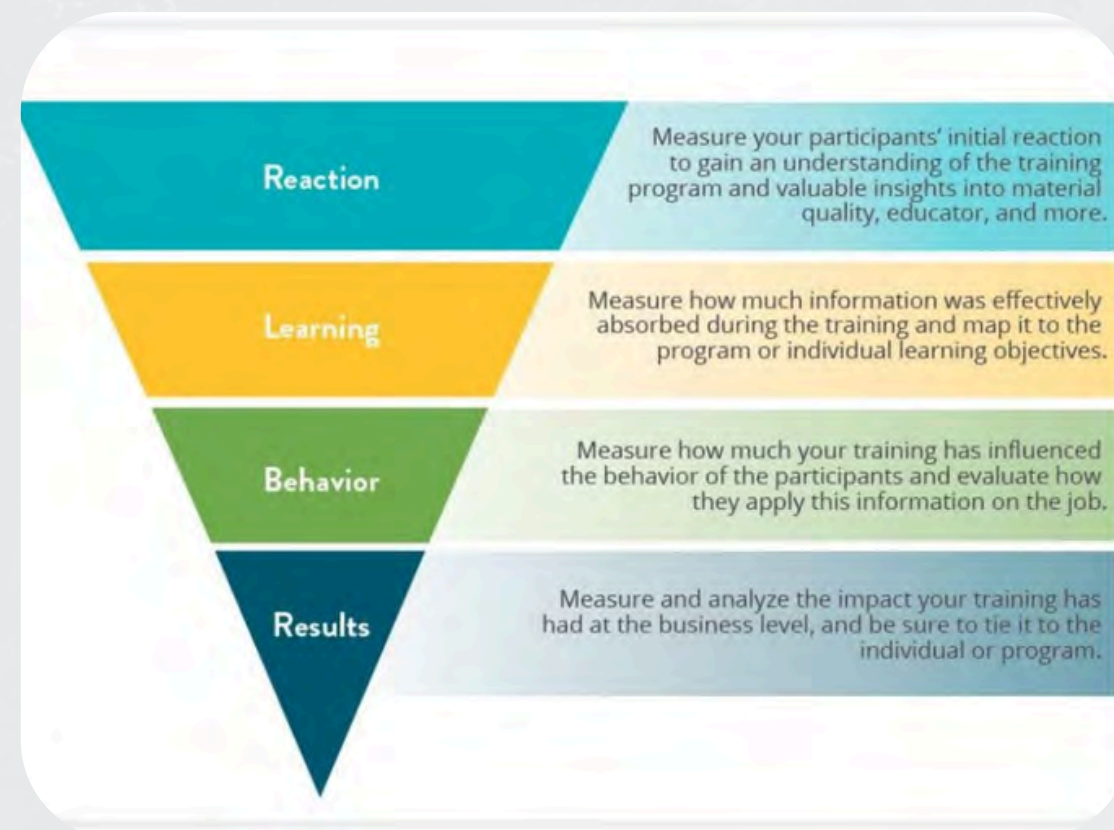 Reaction
Measure your participants' initial reaction
to gain an understanding of the training
program and valuable insights into material
quality, educator, and more.
Learning
Measure how much information was effectively
absorbed during the training and map it to the
program or individual learning objectives.
Behavior
Measure how much your training has influenced
the behavior of the participants and evaluate how
they apply this information on the job.
Results
Measure and analyze the impact your training has
had at the business level, and be sure to tie it to the
individual or program.